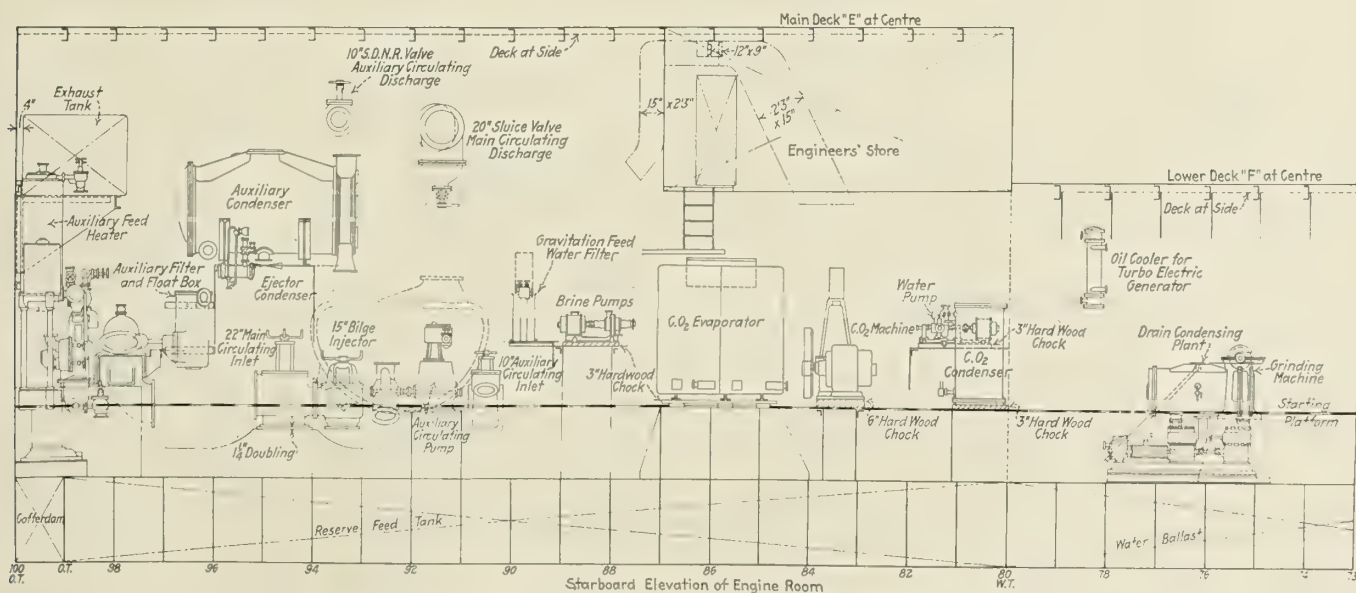 Main Deck "E" at Centre
Deck at Side
12"x9"
10" S.D.N.R. Valve
Auxiliary Circulating
Discharge
4"
Exhaust
Tank
20" Sluice Valve
Main Circulating
Discharge
15" x 2'3"
2'3"
x 15"
Engineers' Store
Lower Deck "F" at Centre
Deck at Side
Auxiliary
Condenser
Auxiliary Feed
Heater
Gravitation Feed
Water Filter
Oil Cooler for
Turbo Electric
Generator
Auxiliary Filter
and Float Box
Ejector
Condenser
Brine Pumps
C.O₂ Evaporator
Water
Pump
C.O₂ Machine
3" Hard Wood
Chock
22" Main
Circulating
Inlet
15" Bilge
Injector
10" Auxiliary
Circulating
Inlet
3" Hardwood
Chock
C.O₂
Condenser
Drain Condensing
Plant
Grinding
Machine
Starting
Platform
1¼" Doubling
Auxiliary
Circulating
Pump
6" Hard Wood
Chock
3" Hard Wood
Chock
Cofferdam
Reserve Feed Tank
Water Ballast
100 O.T. 98 96 94 92 90 88 86 84 82 80 78 76 74
O.T. W.T.
Starboard Elevation of Engine Room